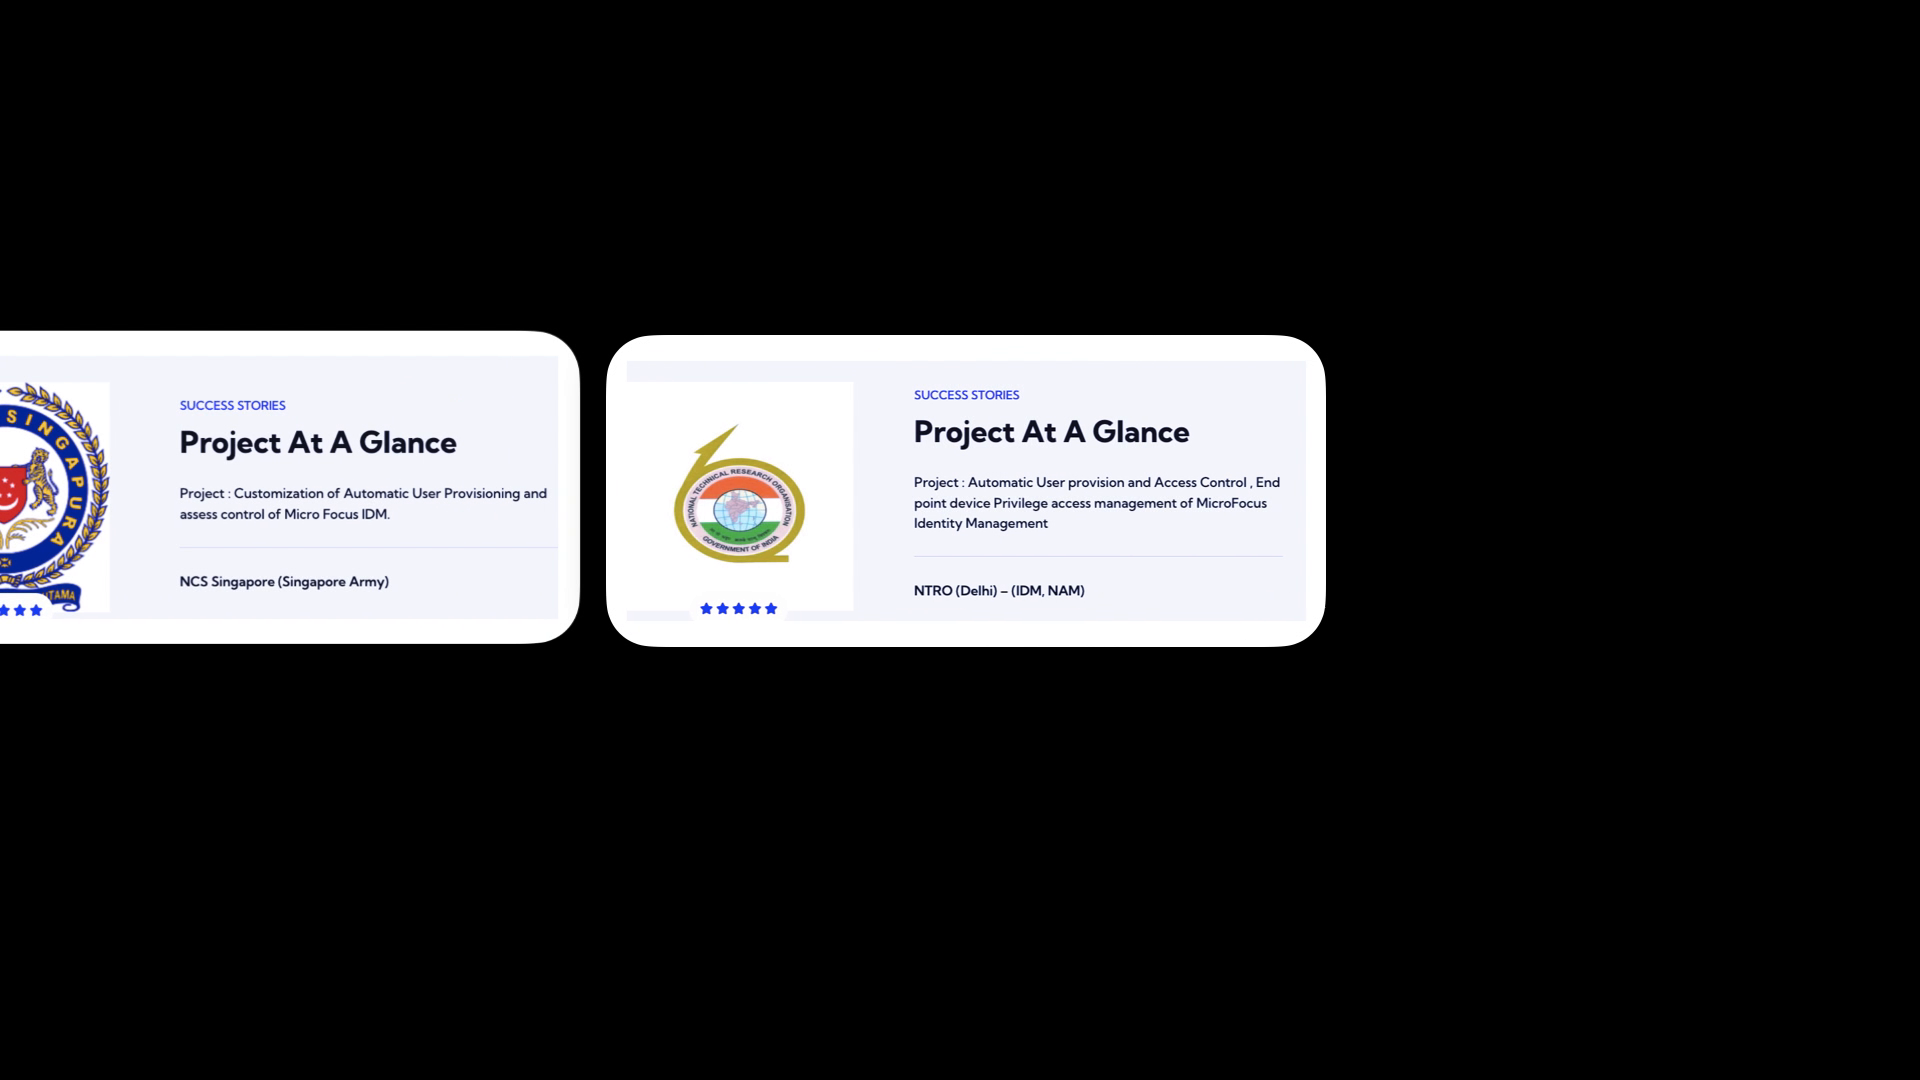 SINGAPURA
UTAMA
SUCCESS STORIES
Project At A Glance
Project : Customization of Automatic User Provisioning and
assess control of Micro Focus IDM.
NCS Singapore (Singapore Army)
NATIONAL TECHNICAL RESEARCH ORGANISATION
GOVERNMENT OF INDIA
SUCCESS STORIES
Project At A Glance
Project : Automatic User provision and Access Control , End
point device Privilege access management of MicroFocus
Identity Management
NTRO (Delhi) – (IDM, NAM)